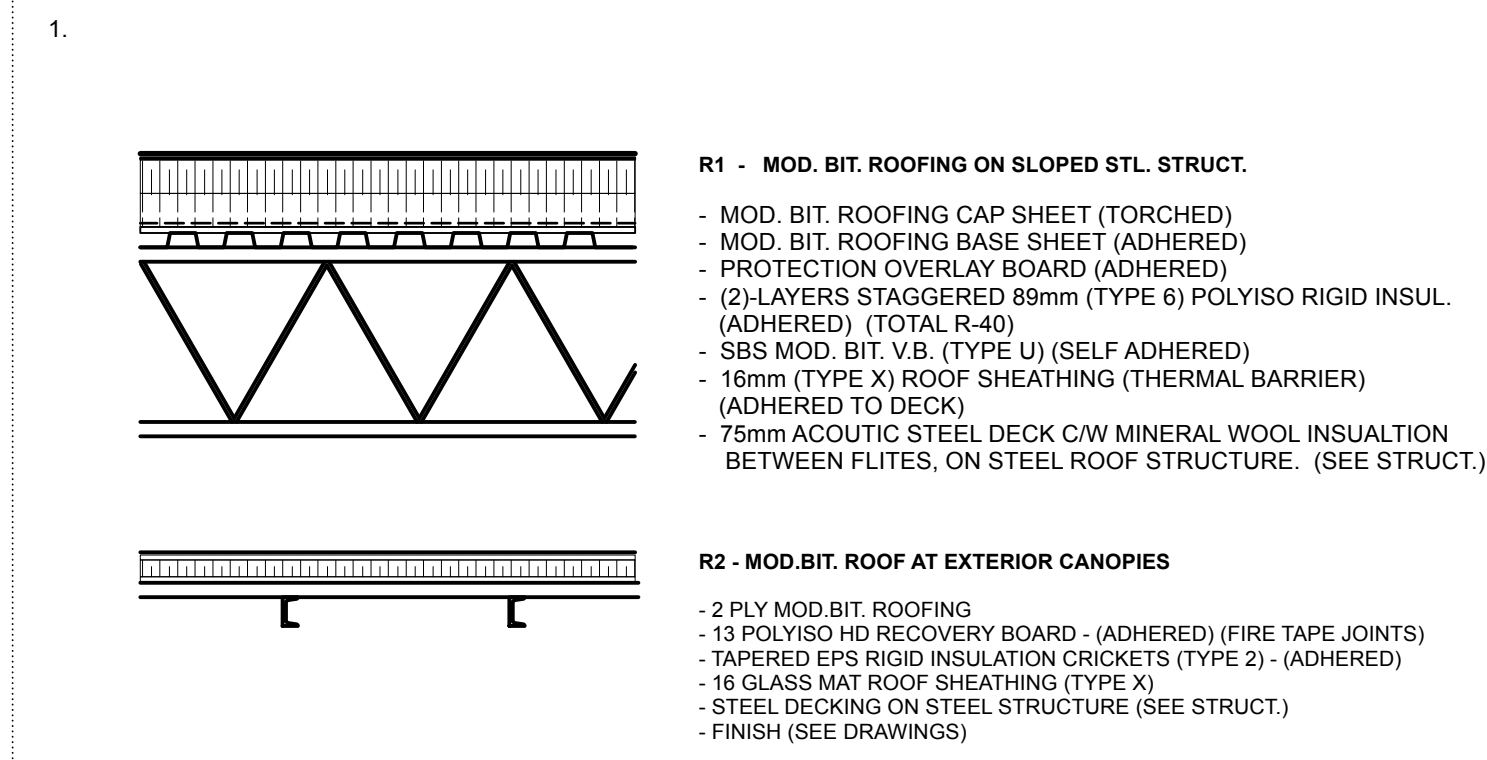 1.
R1 - MOD. BIT. ROOFING ON SLOPED STL. STRUCT.
- MOD. BIT. ROOFING CAP SHEET (TORCHED)
- MOD. BIT. ROOFING BASE SHEET (ADHERED)
- PROTECTION OVERLAY BOARD (ADHERED)
- (2)-LAYERS STAGGERED 89mm (TYPE 6) POLYISO RIGID INSUL.
(ADHERED) (TOTAL R-40)
- SBS MOD. BIT. V.B. (TYPE U) (SELF ADHERED)
- 16mm (TYPE X) ROOF SHEATHING (THERMAL BARRIER)
(ADHERED TO DECK)
- 75mm ACOUTIC STEEL DECK C/W MINERAL WOOL INSUALTION
BETWEEN FLITES, ON STEEL ROOF STRUCTURE. (SEE STRUCT.)
R2 - MOD.BIT. ROOF AT EXTERIOR CANOPIES
- 2 PLY MOD.BIT. ROOFING
- 13 POLYISO HD RECOVERY BOARD - (ADHERED) (FIRE TAPE JOINTS)
- TAPERED EPS RIGID INSULATION CRICKETS (TYPE 2) - (ADHERED)
- 16 GLASS MAT ROOF SHEATHING (TYPE X)
- STEEL DECKING ON STEEL STRUCTURE (SEE STRUCT.)
- FINISH (SEE DRAWINGS)